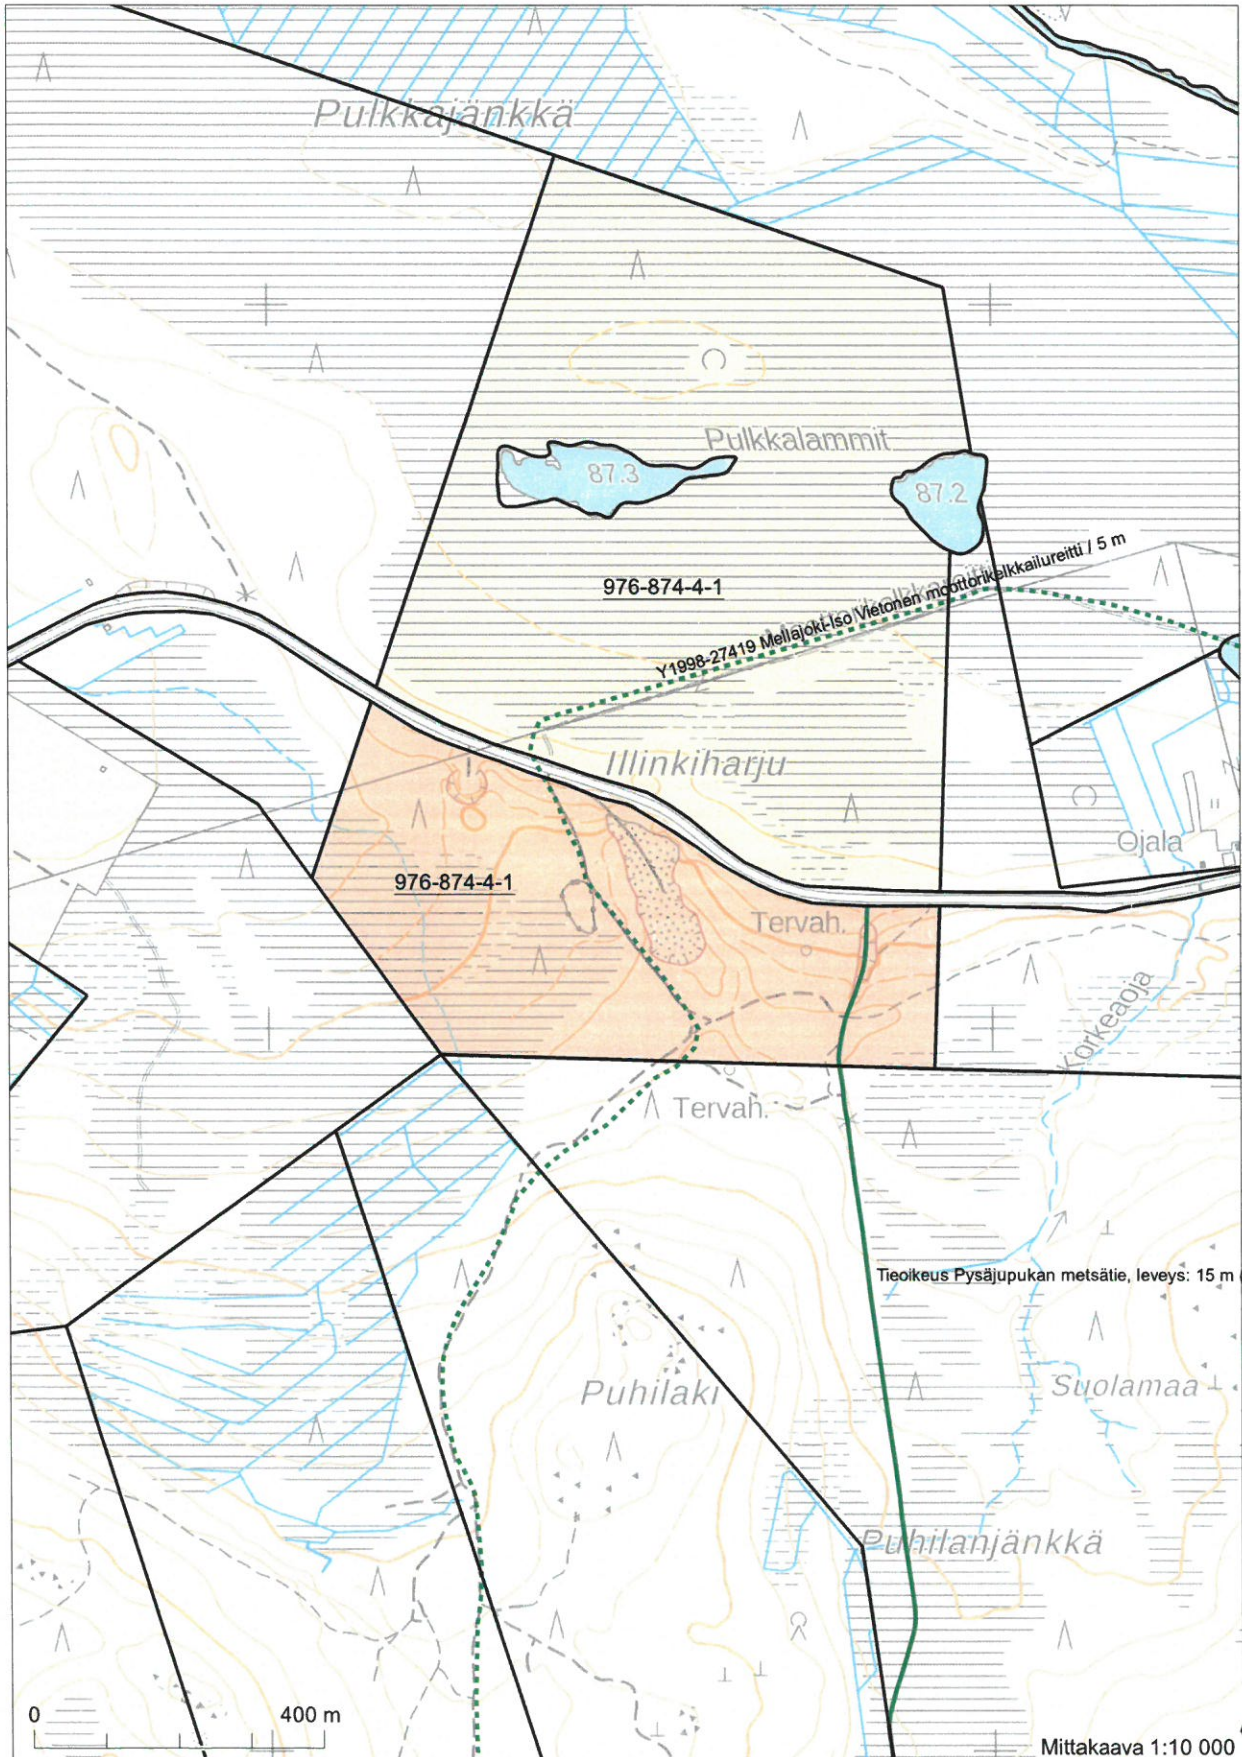 Pulkkajänkkä
Pulkkalammit
87.3
87.2
976-874-4-1
Y1998-27419 Mellajoki-Iso Vietonen moottorikelkkailureitti / 5 m
Illinkiharju
Ojala
976-874-4-1
Tervah.
Korkeaoja
Tervah.
Tieoikeus Pysäjupukan metsätie, leveys: 15 m
Puhilaki
Suolamaa
Puhilanjänkkä
0
400 m
Mittakaava 1:10 000